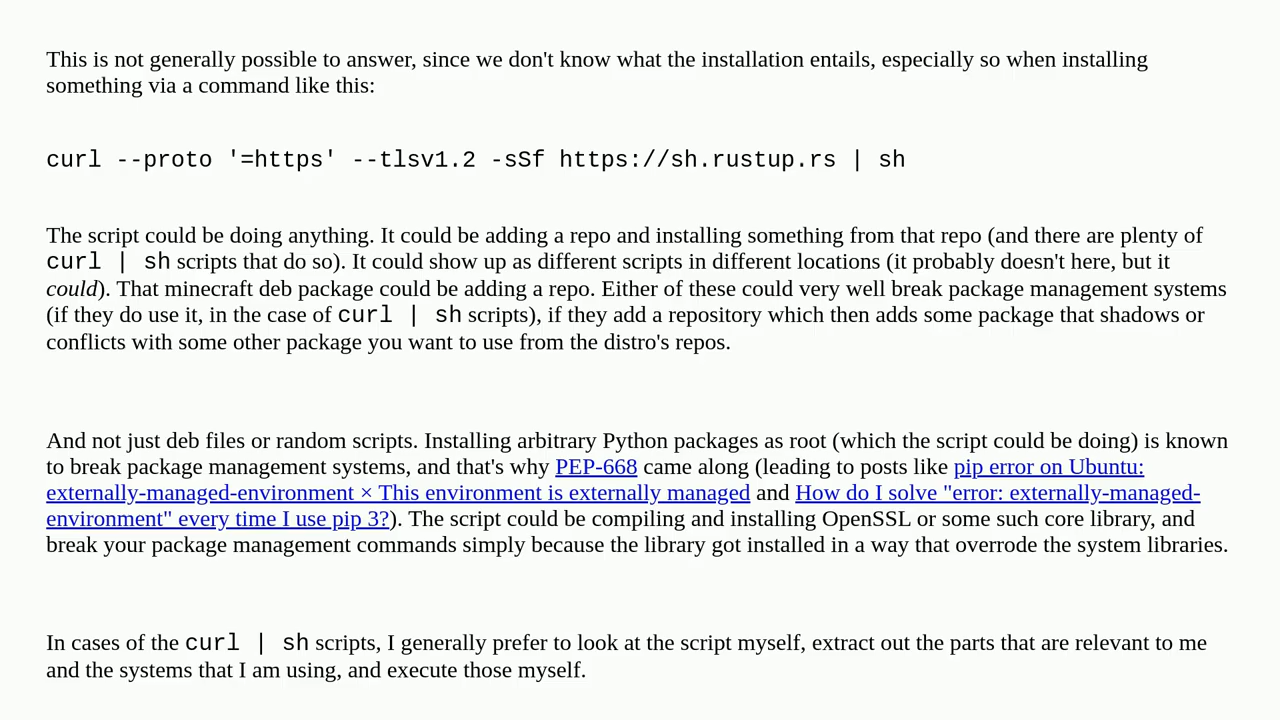 This is not generally possible to answer, since we don't know what the installation entails, especially so when installing
something via a command like this:
curl --proto '=https' --tlsv1.2 -sSf https://sh.rustup.rs | sh
The script could be doing anything. It could be adding a repo and installing something from that repo (and there are plenty of
curl | sh scripts that do so). It could show up as different scripts in different locations (it probably doesn't here, but it
could). That minecraft deb package could be adding a repo. Either of these could very well break package management systems
(if they do use it, in the case of curl | sh scripts), if they add a repository which then adds some package that shadows or
conflicts with some other package you want to use from the distro's repos.
And not just deb files or random scripts. Installing arbitrary Python packages as root (which the script could be doing) is known
to break package management systems, and that's why PEP-668 came along (leading to posts like pip error on Ubuntu:
externally-managed-environment × This environment is externally managed and How do I solve "error: externally-managed-
environment" every time I use pip 3?). The script could be compiling and installing OpenSSL or some such core library, and
break your package management commands simply because the library got installed in a way that overrode the system libraries.
In cases of the curl | sh scripts, I generally prefer to look at the script myself, extract out the parts that are relevant to me
and the systems that I am using, and execute those myself.